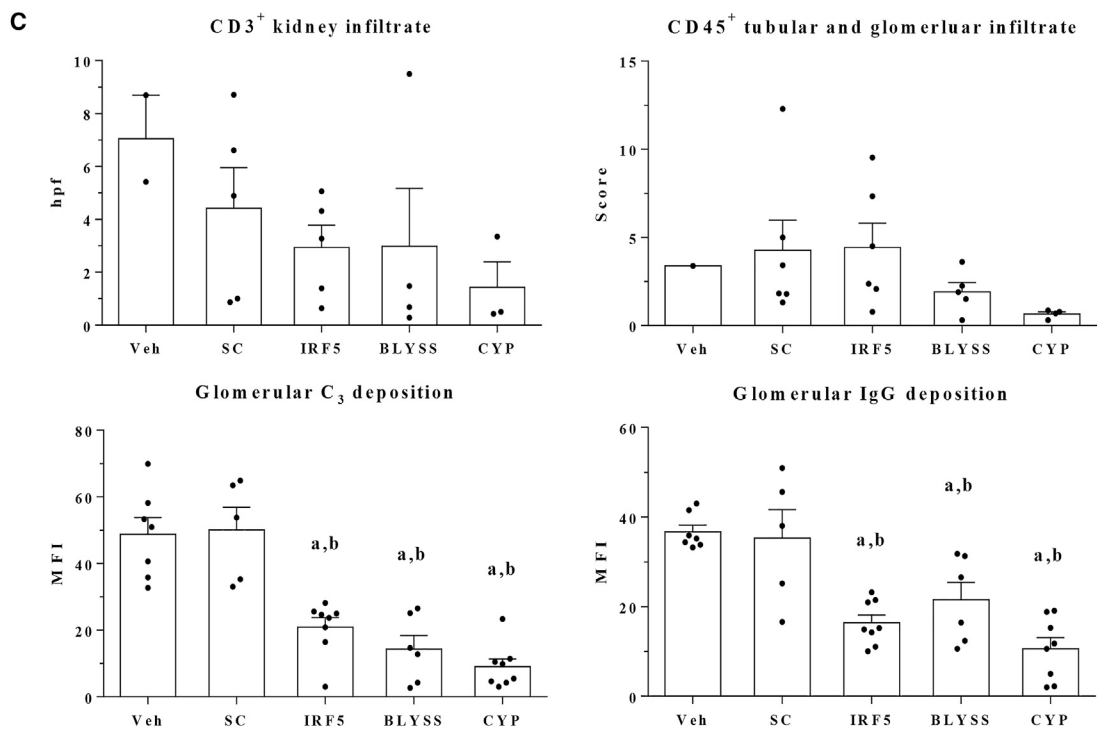 C
CD3+ kidney infiltrate
hpf
10
8
6
4
2
0
Veh SC IRF5 BLYSS CYP
CD45+ tubular and glomerluar infiltrate
Score
15
10
5
0
Veh SC IRF5 BLYSS CYP
Glomerular C3 deposition
MFI
80
60
40
20
0
a,b
a,b
a,b
Veh SC IRF5 BLYSS CYP
Glomerular IgG deposition
MFI
60
40
20
0
a,b
a,b
a,b
Veh SC IRF5 BLYSS CYP